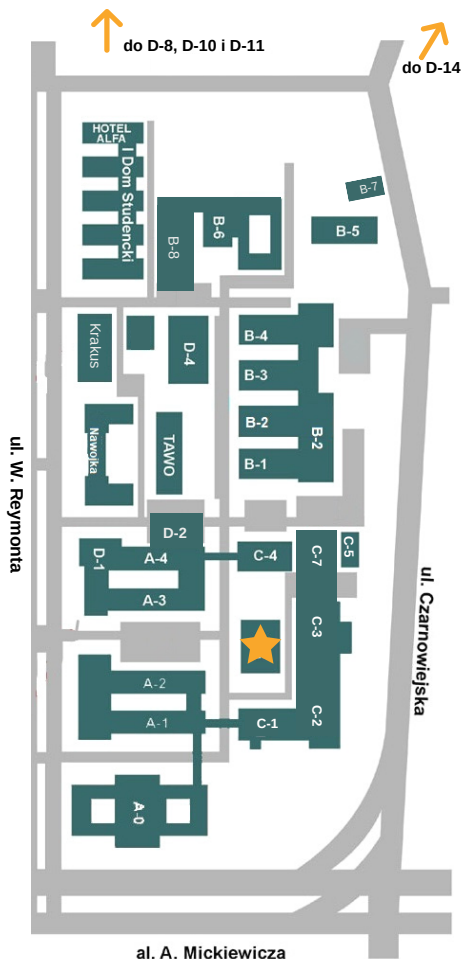 do D-8, D-10 i D-11
do D-14
HOTEL
ALFA
I Dom Studencki
B-7
B-5
B-6
B-8
Krakus
D-4
B-4
B-3
B-2
B-2
B-1
Nawojka
TAWO
ul. W. Reymonta
D-2
C-7
C-5
D-1
A-4
C-4
A-3
C-3
ul. Czarnowiejska
A-2
A-1
C-1
C-2
A-0
al. A. Mickiewicza